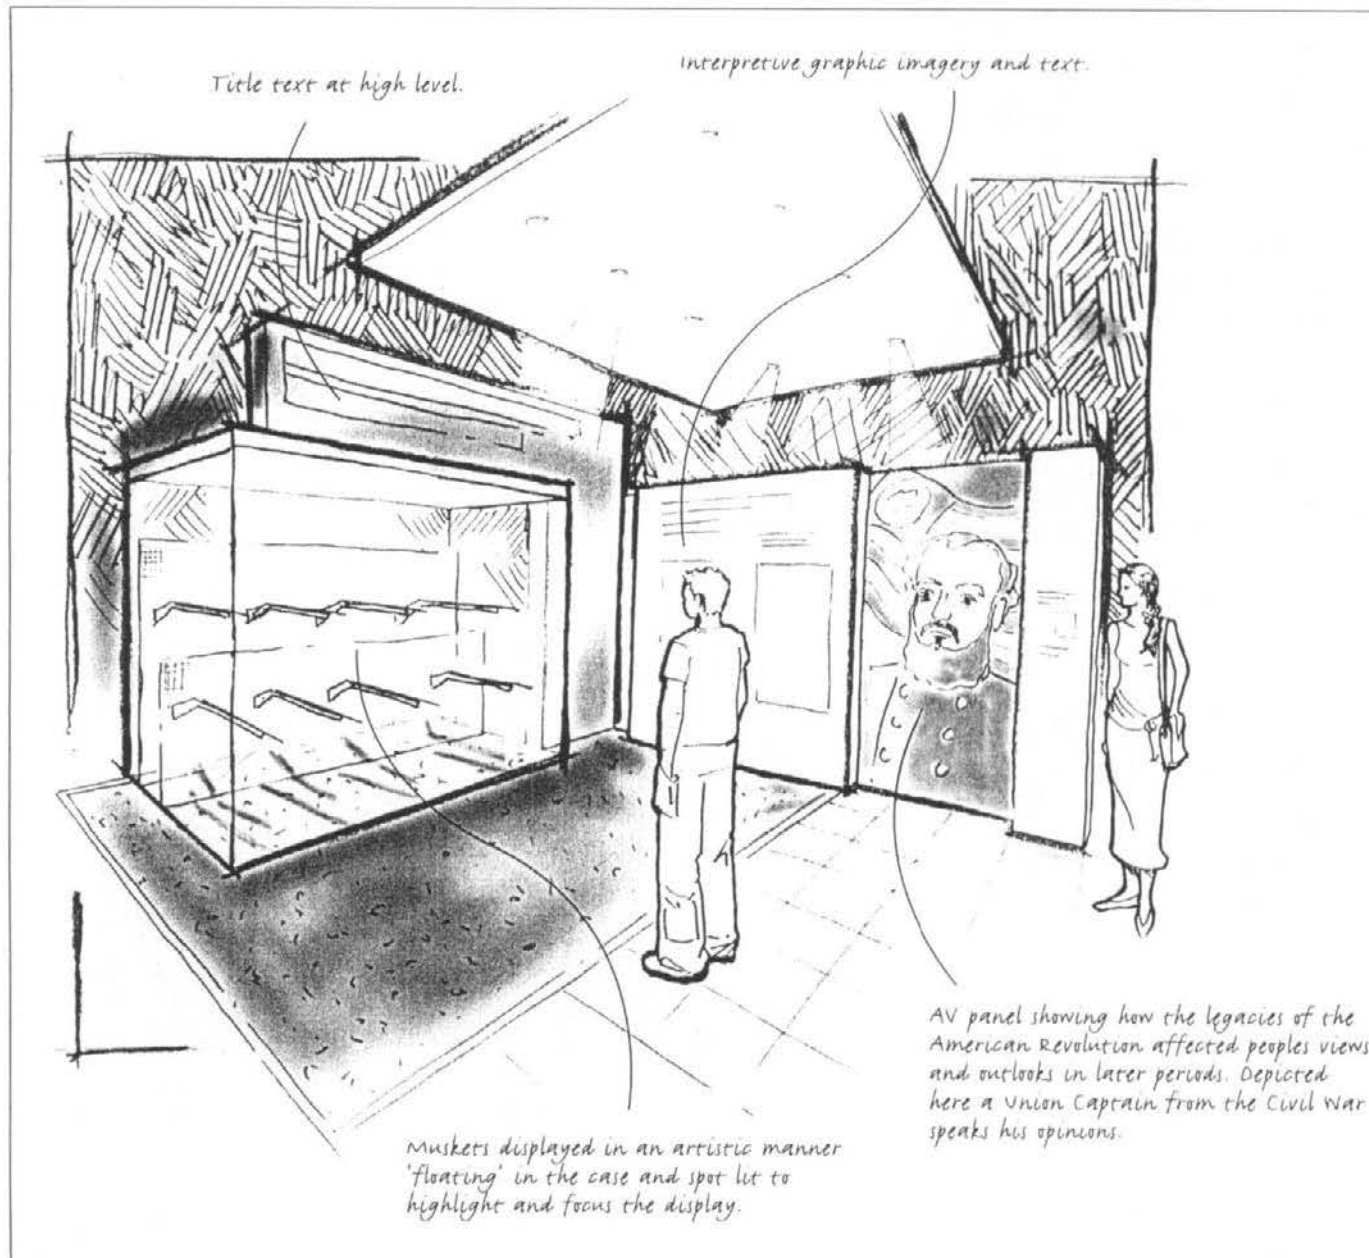 Title text at high level.
Interpretive graphic imagery and text.
AV panel showing how the legacies of the
American Revolution affected peoples views
and outlooks in later periods. Depicted
here a Union Captain from the Civil War
speaks his opinions.
Muskets displayed in an artistic manner
'floating' in the case and spot lit to
highlight and focus the display.